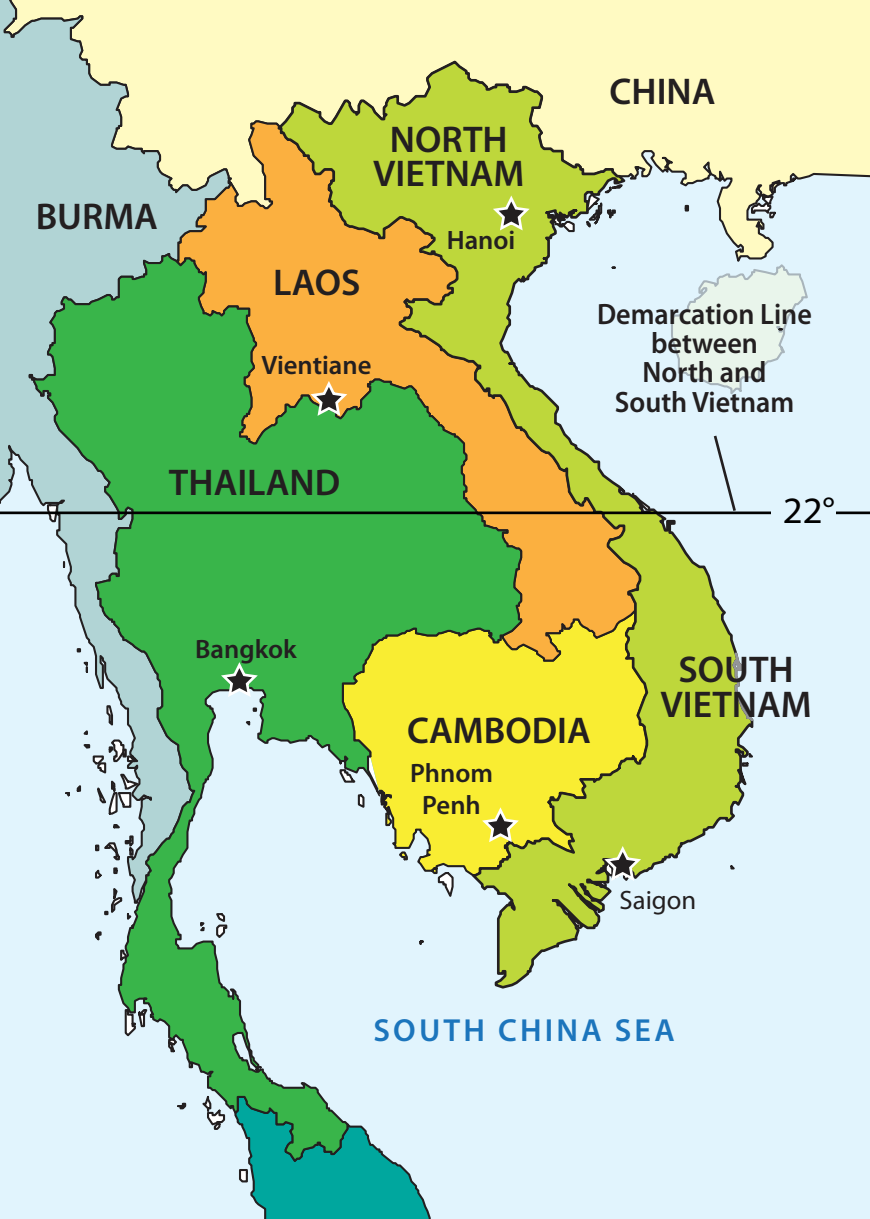 CHINA
NORTH
VIETNAM
BURMA
Hanoi
LAOS
Demarcation Line
between
North and
South Vietnam
Vientiane
THAILAND
22°
Bangkok
SOUTH
VIETNAM
CAMBODIA
Phnom
Penh
Saigon
SOUTH CHINA SEA